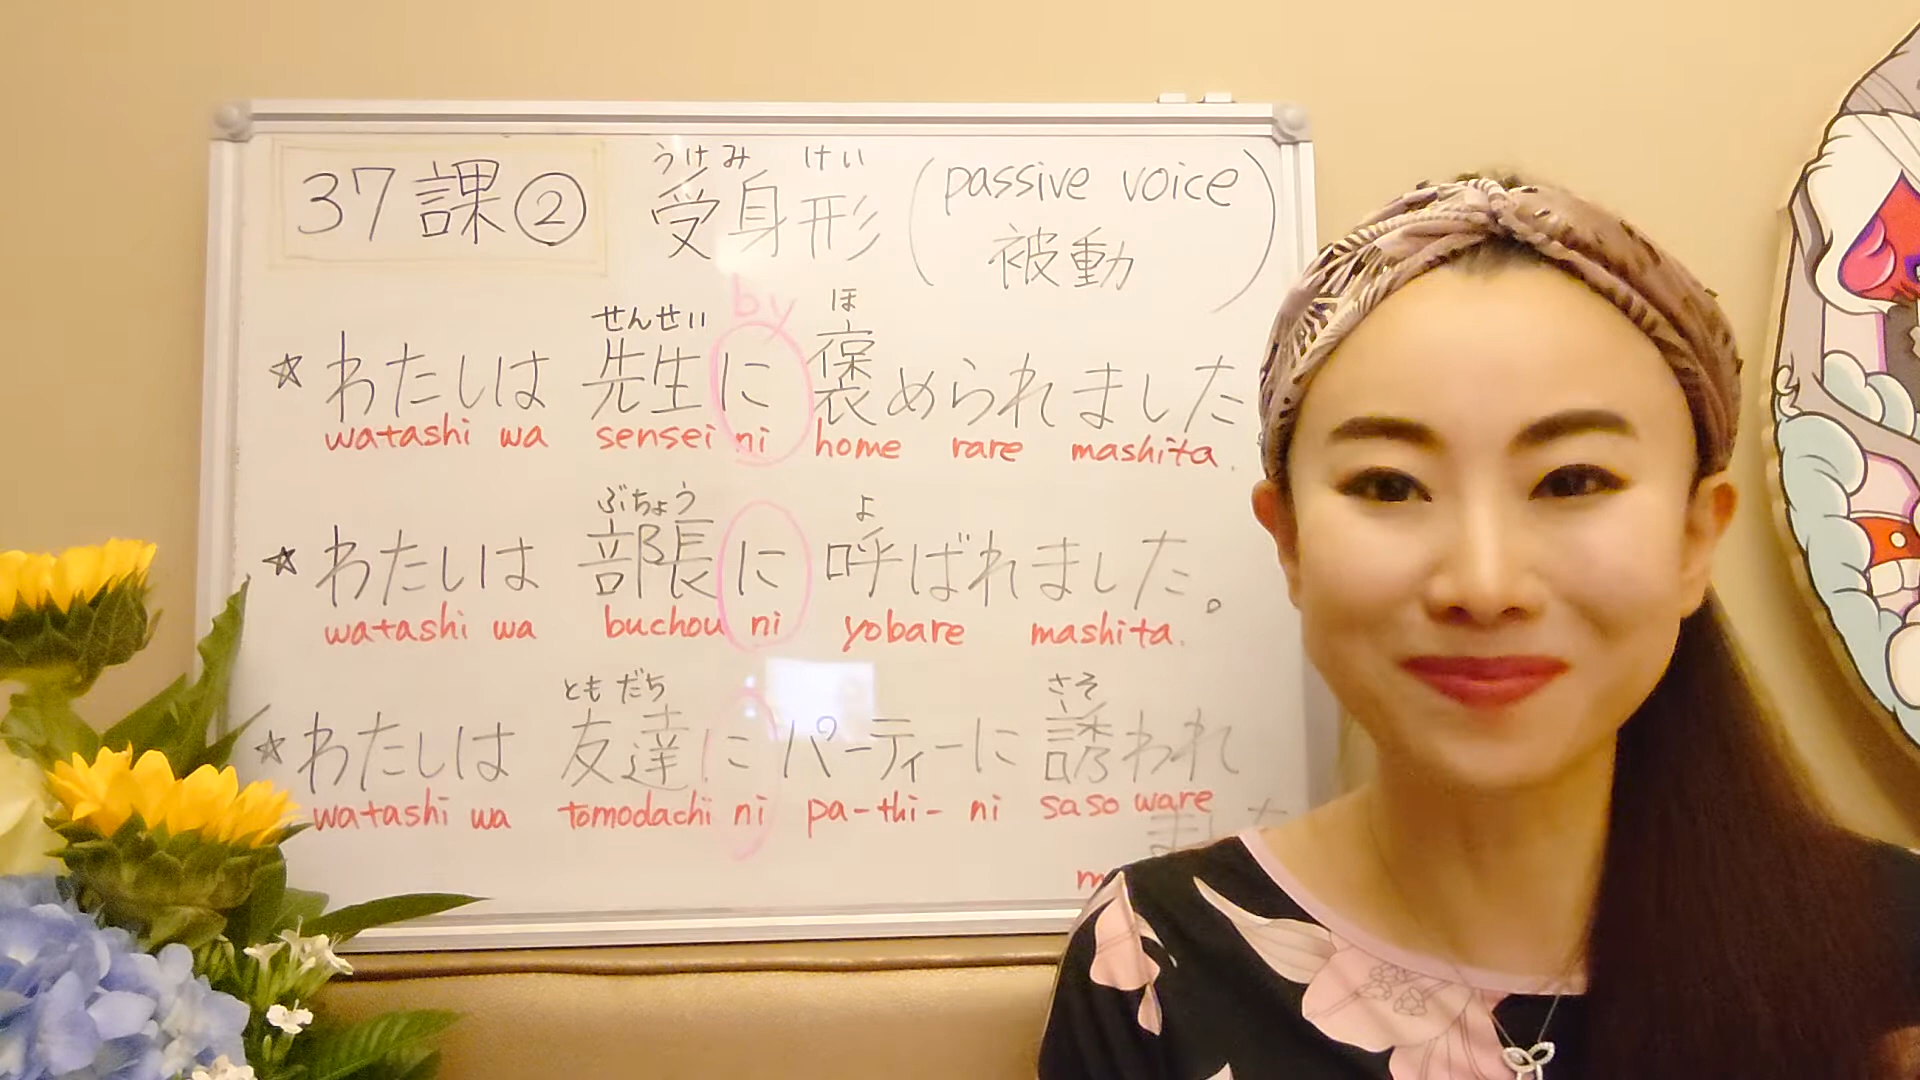 37課② 受身形 (passive voice
うけみ けい
被動)
by
せんせい ほ
☆ わたしは 先生に 褒められました
watashi wa sensei ni home rare mashita.
ぶちょう よ
☆ わたしは 部長に 呼ばれました。
watashi wa buchou ni yobare mashita.
ともだち さそ
☆ わたしは 友達に パーティーに 誘われ
watashi wa tomodachi ni pa-thi- ni saso ware
ました
m